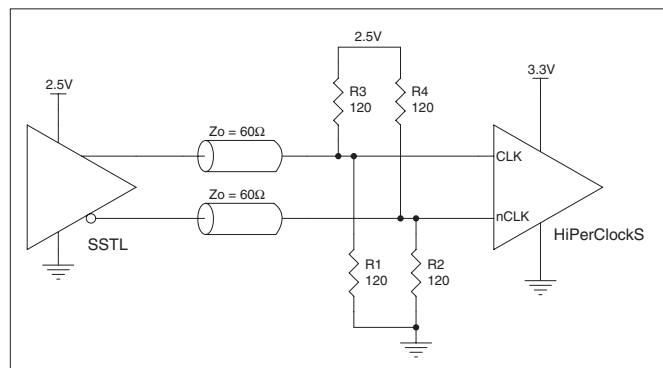 2.5V
2.5V
3.3V
R3
120
R4
120
Zo = 60Ω
CLK
Zo = 60Ω
nCLK
SSTL
HiPerClockS
R1
120
R2
120